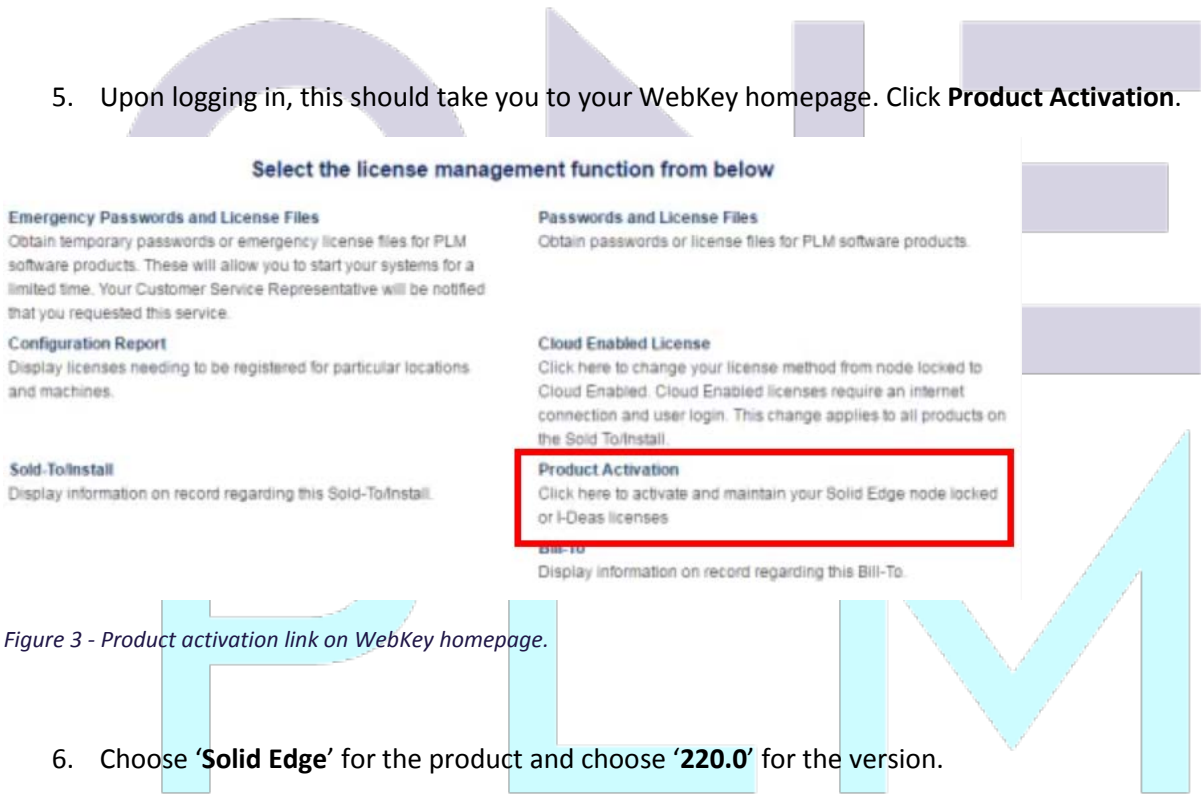 5. Upon logging in, this should take you to your WebKey homepage. Click Product Activation.
Select the license management function from below
Emergency Passwords and License Files
Obtain temporary passwords or emergency license files for PLM
software products. These will allow you to start your systems for a
limited time. Your Customer Service Representative will be notified
that you requested this service.
Passwords and License Files
Obtain passwords or license files for PLM software products.
Configuration Report
Display licenses needing to be registered for particular locations
and machines.
Cloud Enabled License
Click here to change your license method from node locked to
Cloud Enabled. Cloud Enabled licenses require an internet
connection and user login. This change applies to all products on
the Sold To/Install.
Sold-To/Install
Display information on record regarding this Sold-To/Install.
Product Activation
Click here to activate and maintain your Solid Edge node locked
or I-Deas licenses
Bill-To
Display information on record regarding this Bill-To.
Figure 3 - Product activation link on WebKey homepage.
6. Choose ‘Solid Edge’ for the product and choose ‘220.0’ for the version.
PLM